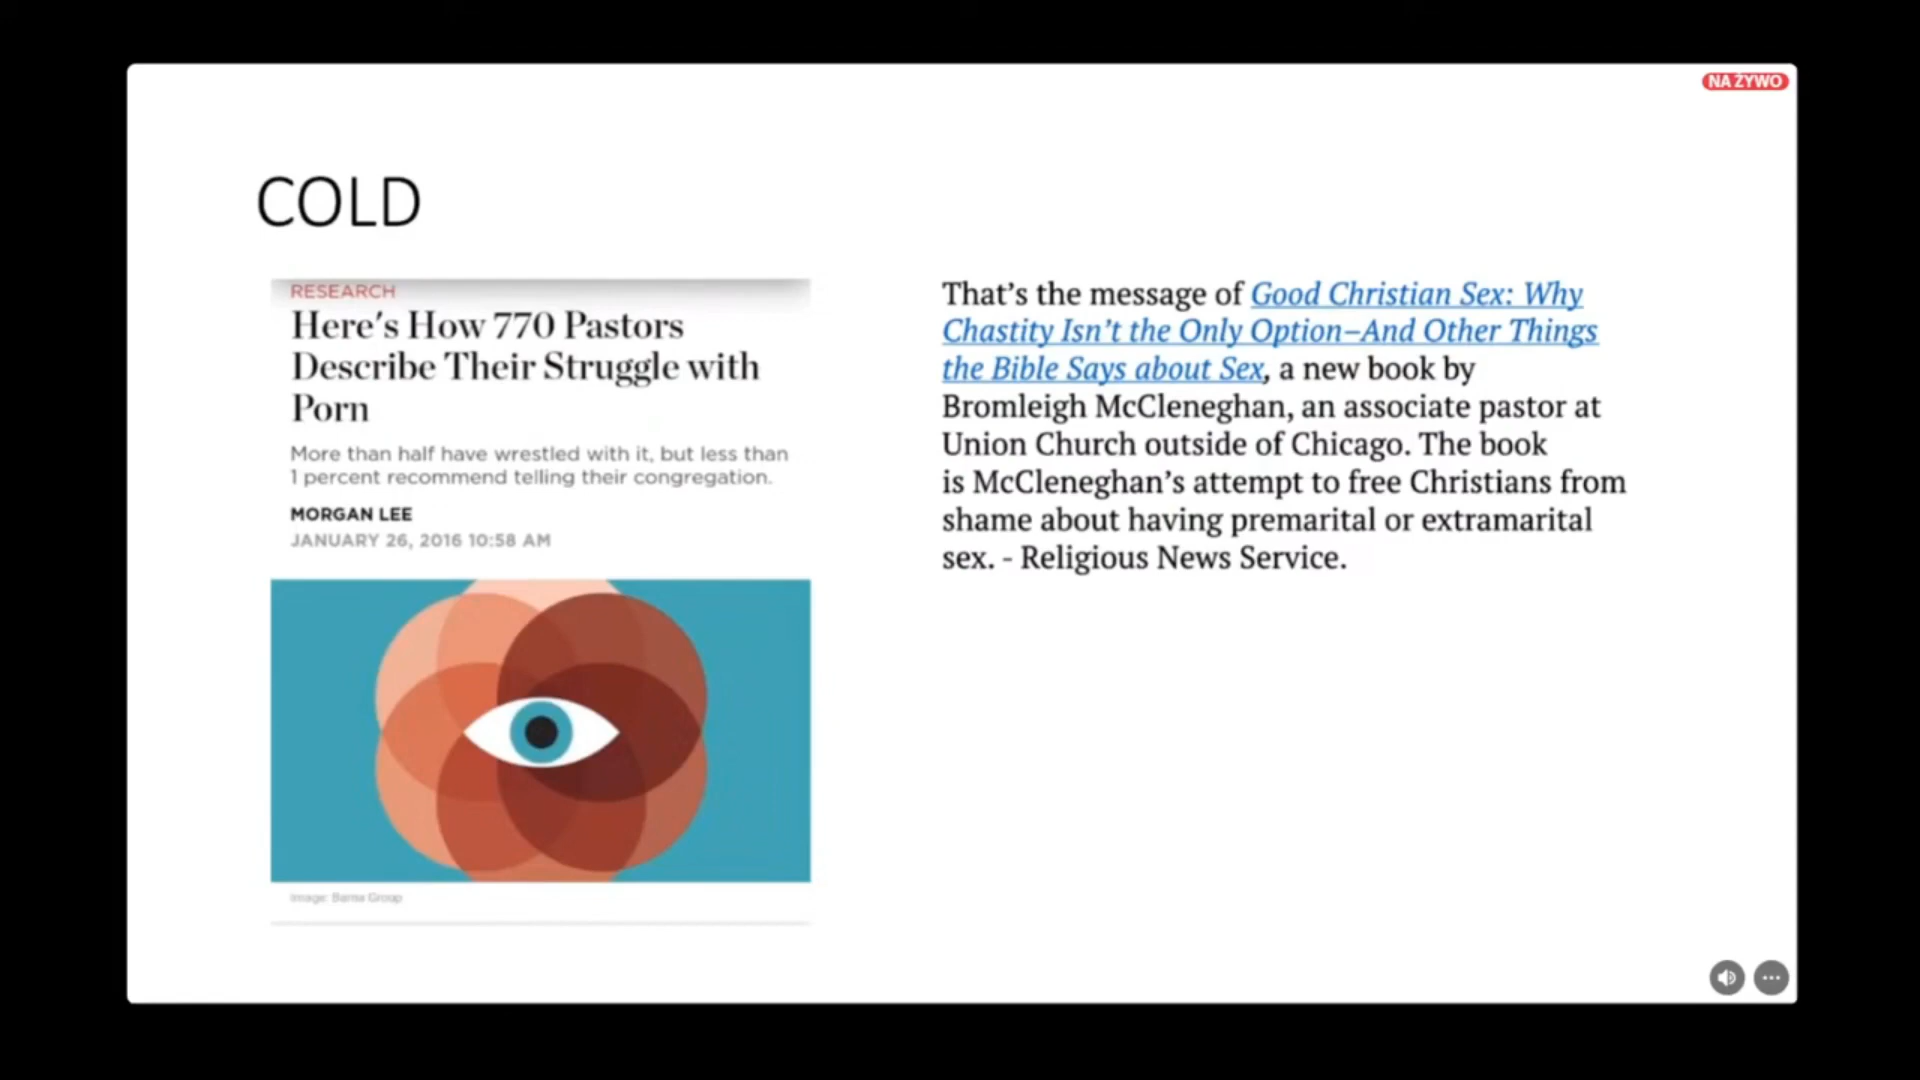 NA ŻYWO
COLD
RESEARCH
Here's How 770 Pastors
Describe Their Struggle with
Porn
More than half have wrestled with it, but less than
1 percent recommend telling their congregation.
MORGAN LEE
JANUARY 26, 2016 10:58 AM
Image: Barna Group
That’s the message of Good Christian Sex: Why
Chastity Isn’t the Only Option–And Other Things
the Bible Says about Sex, a new book by
Bromleigh McCleneghan, an associate pastor at
Union Church outside of Chicago. The book
is McCleneghan’s attempt to free Christians from
shame about having premarital or extramarital
sex. - Religious News Service.